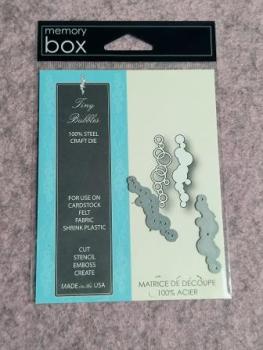 memory
box
Tiny
Bubbles
100% STEEL
CRAFT DIE
FOR USE ON
CARDSTOCK
FELT
FABRIC
SHRINK PLASTIC
CUT
STENCIL
EMBOSS
CREATE
MADE in the USA
MATRICE DE DÉCOUPE
100% ACIER